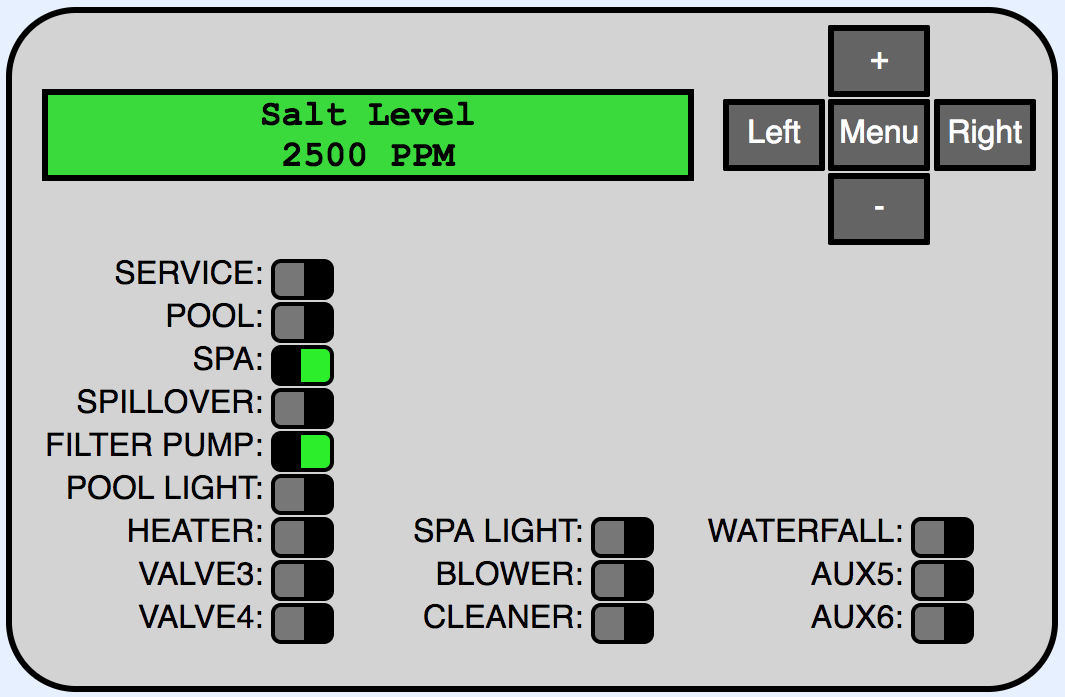 Salt Level
2500 PPM
+
Left Menu Right
-
SERVICE:
POOL:
SPA:
SPILLOVER:
FILTER PUMP:
POOL LIGHT:
HEATER: SPA LIGHT: WATERFALL:
VALVE3: BLOWER: AUX5:
VALVE4: CLEANER: AUX6: